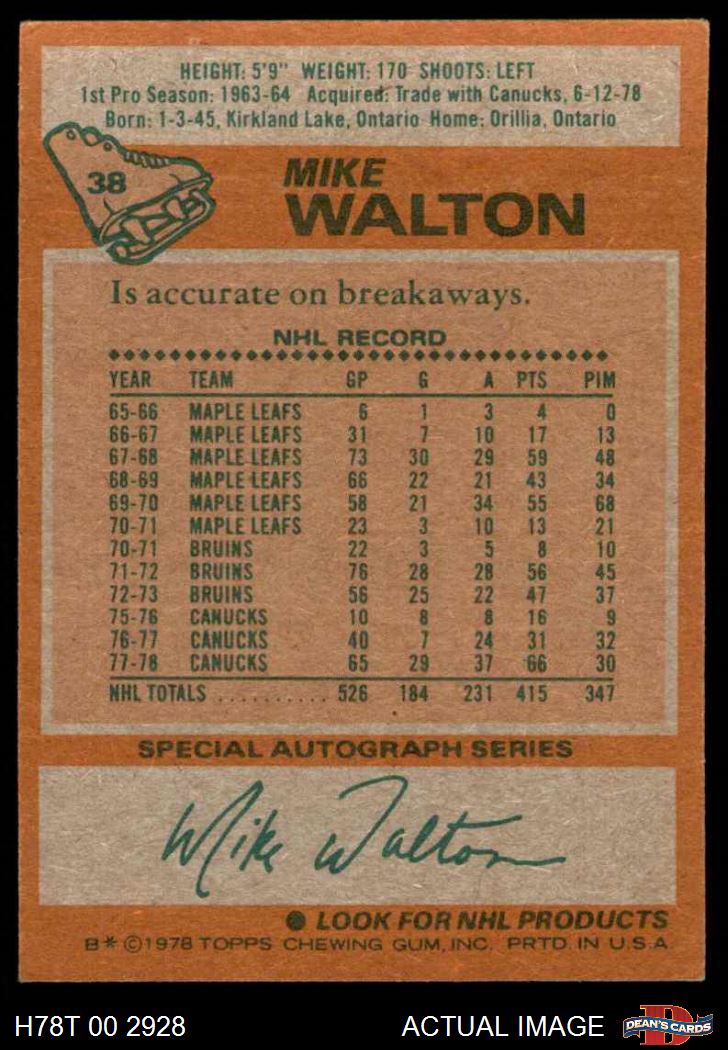 HEIGHT: 5'9" WEIGHT: 170 SHOOTS: LEFT
1st Pro Season: 1963-64 Acquired: Trade with Canucks, 6-12-78
Born: 1-3-45, Kirkland Lake, Ontario Home: Orillia, Ontario
38
MIKE
WALTON
Is accurate on breakaways.
NHL RECORD
YEAR TEAM GP G A PTS PIM
65-66 MAPLE LEAFS 6 1 3 4 0
66-67 MAPLE LEAFS 31 7 10 17 13
67-68 MAPLE LEAFS 73 30 29 59 48
68-69 MAPLE LEAFS 66 22 21 43 34
69-70 MAPLE LEAFS 58 21 34 55 68
70-71 MAPLE LEAFS 23 3 10 13 21
70-71 BRUINS 22 3 5 8 10
71-72 BRUINS 76 28 28 56 45
72-73 BRUINS 56 25 22 47 37
75-76 CANUCKS 10 8 8 16 9
76-77 CANUCKS 40 7 24 31 32
77-78 CANUCKS 65 29 37 66 30
NHL TOTALS .......... 526 184 231 415 347
SPECIAL AUTOGRAPH SERIES
Mike Walton
● LOOK FOR NHL PRODUCTS
B* ©1978 TOPPS CHEWING GUM, INC. PRTD. IN U.S.A.
H78T 00 2928 ACTUAL IMAGE
D
DEAN'S CARDS